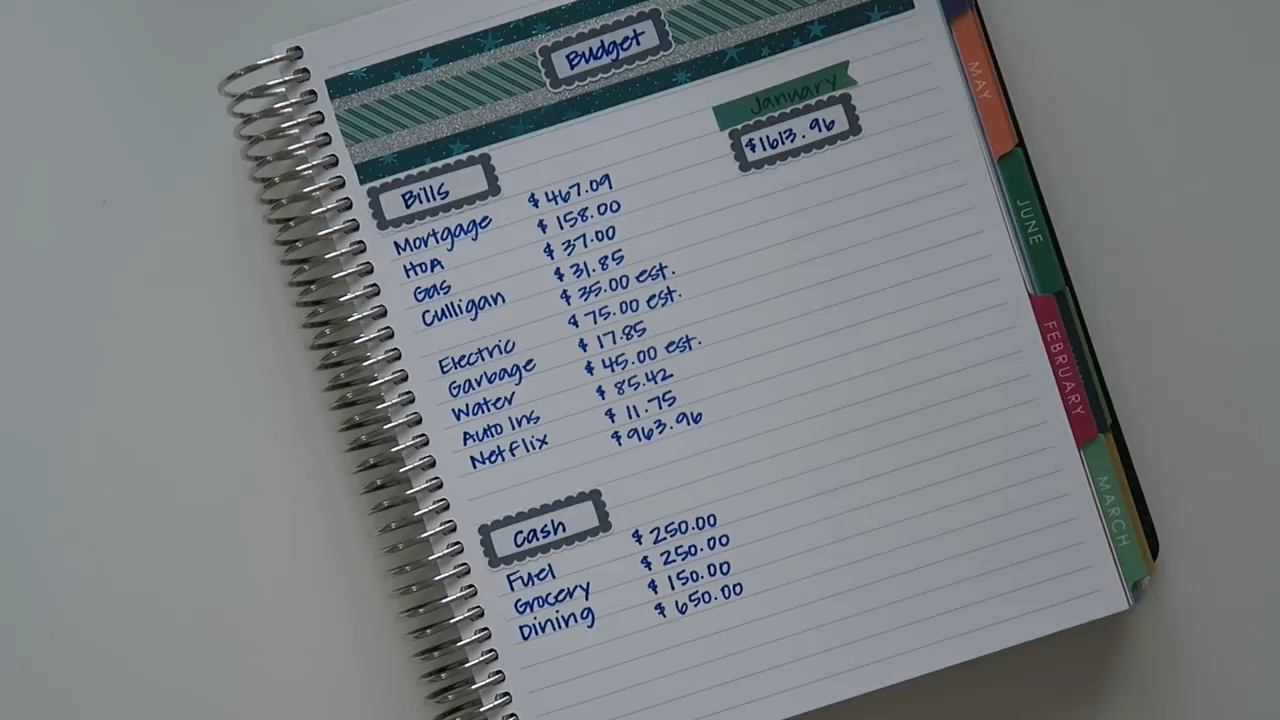 Budget
January
$1613.96
Bills
Mortgage $467.09
HOA $158.00
Gas $37.00
Culligan $31.85
$35.00 est.
Electric $75.00 est.
Garbage $17.85
Water $45.00 est.
Auto Ins $85.42
Netflix $11.75
$963.96
Cash
Fuel $250.00
Grocery $250.00
Dining $150.00
$650.00
MAY
JUNE
FEBRUARY
MARCH